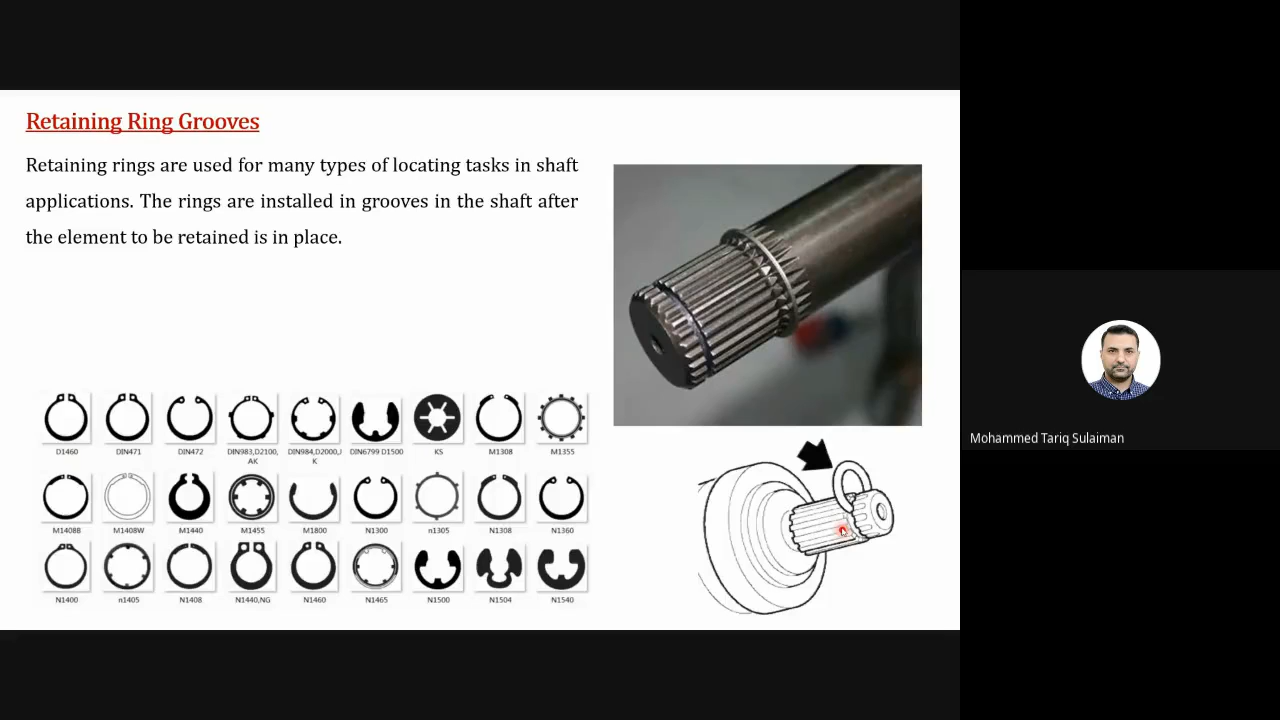 Retaining Ring Grooves
Retaining rings are used for many types of locating tasks in shaft
applications. The rings are installed in grooves in the shaft after
the element to be retained is in place.
D1460 DIN471 DIN472 DIN983,D2100,AK DIN984,D2000,JK DIN6799 D1500 KS M1308 M1355
M1408B M1408W M1440 M1455 M1800 N1300 n1305 N1308 N1360
N1400 n1405 N1408 N1440,NG N1460 N1465 N1500 N1504 N1540
Mohammed Tariq Sulaiman